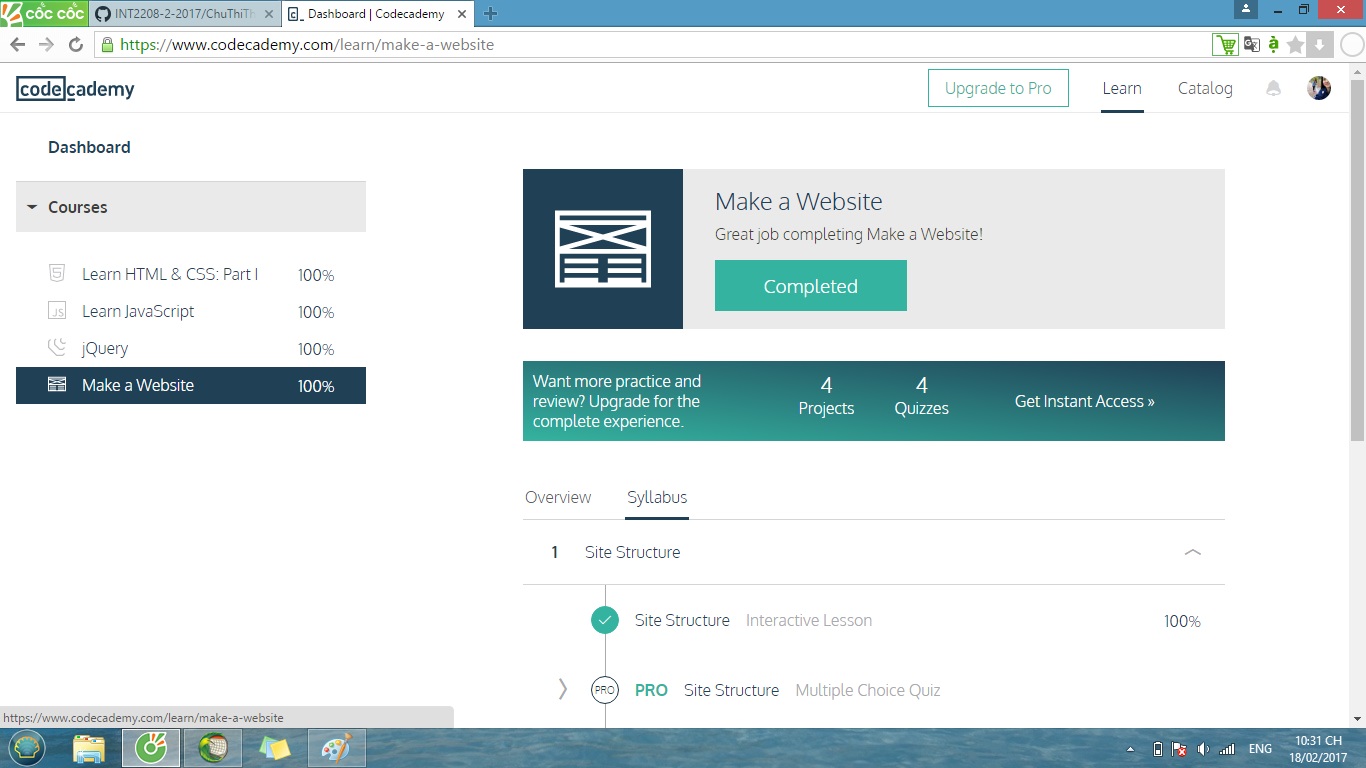 cốc cốc
INT2208-2-2017/ChuThiTh
Dashboard | Codecademy
https://www.codecademy.com/learn/make-a-website
codecademy
Upgrade to Pro
Learn
Catalog
Dashboard
Courses
Learn HTML & CSS: Part I 100%
Learn JavaScript 100%
jQuery 100%
Make a Website 100%
Make a Website
Great job completing Make a Website!
Completed
Want more practice and
review? Upgrade for the
complete experience.
4
Projects
4
Quizzes
Get Instant Access »
Overview
Syllabus
1 Site Structure
Site Structure Interactive Lesson 100%
PRO PRO Site Structure Multiple Choice Quiz
https://www.codecademy.com/learn/make-a-website
ENG
10:31 CH
18/02/2017